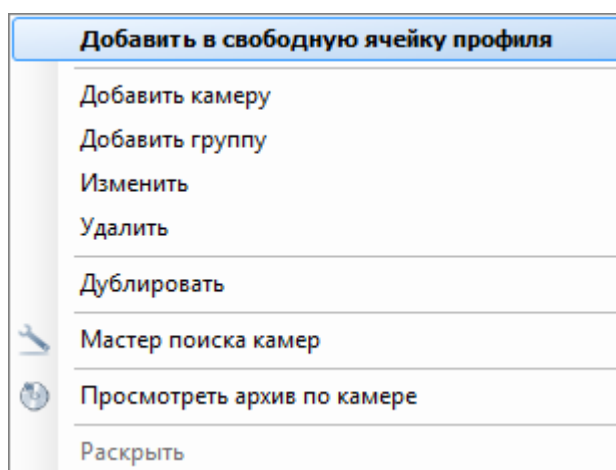 Добавить в свободную ячейку профиля
Добавить камеру
Добавить группу
Изменить
Удалить
Дублировать
Мастер поиска камер
Просмотреть архив по камере
Раскрыть